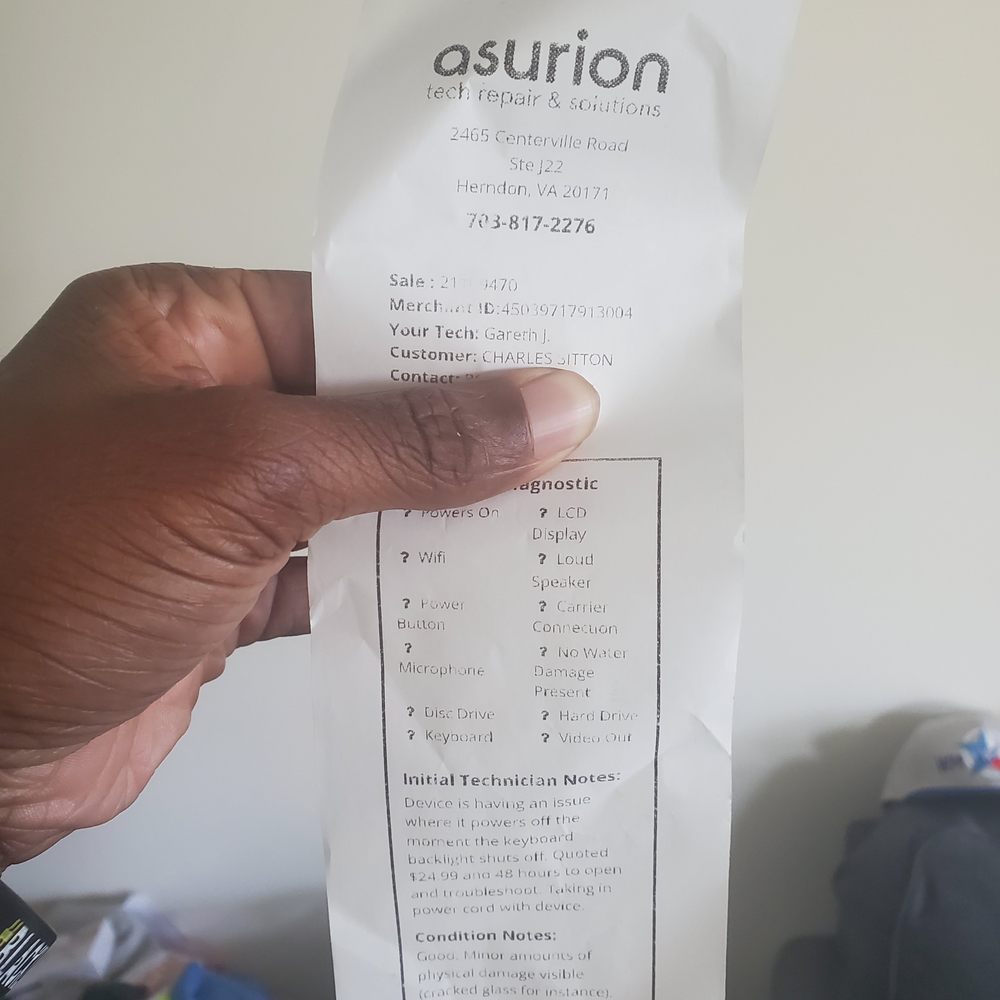 asurion
tech repair & solutions
2465 Centerville Road
Ste J22
Herndon, VA 20171
703-817-2276
Sale : 21 9470
Merchant ID:45039717913004
Your Tech: Gareth J.
Customer: CHARLES SITTON
Contact:
agnostic
? Powers On ? LCD
Display
? Wifi ? Loud
Speaker
? Power ? Carrier
Button Connection
? ? No Water
Microphone Damage
Present
? Disc Drive ? Hard Drive
? Keyboard ? Video Out
Initial Technician Notes:
Device is having an issue
where it powers off the
moment the keyboard
backlight shuts off. Quoted
$24.99 and 48 hours to open
and troubleshoot. Taking in
power cord with device.
Condition Notes:
Good. Minor amounts of
physical damage visible
(cracked glass for instance).